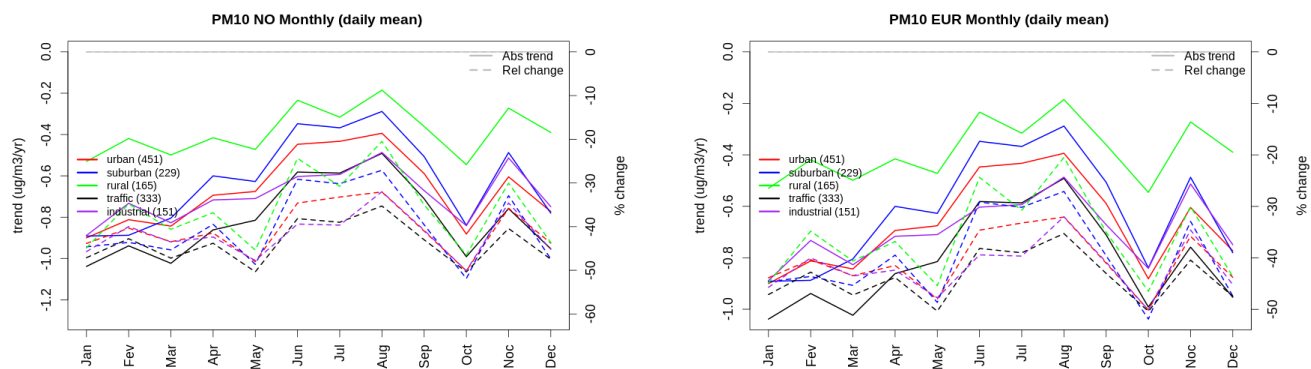 PM10 NO Monthly (daily mean)
trend (ug/m3/yr)
0.0
-0.2
-0.4
0.6
0.8
-1.0
-1.2
urban (451)
suburban (229)
rural (165)
traffic (333)
industrial (151)
Abs trend
Rel change
0
-10
-20
-30
-40
-50
-60
% change
Jan
Fev
Mar
Apr
May
Jun
Jul
Aug
Sep
Oct
Noc
Dec
PM10 EUR Monthly (daily mean)
trend (ug/m3/yr)
0.0
-0.2
-0.4
-0.6
-0.8
-1.0
urban (451)
suburban (229)
rural (165)
traffic (333)
industrial (151)
Abs trend
Rel change
0
-10
-20
-30
-40
-50
% change
Jan
Fev
Mar
Apr
May
Jun
Jul
Aug
Sep
Oct
Noc
Dec